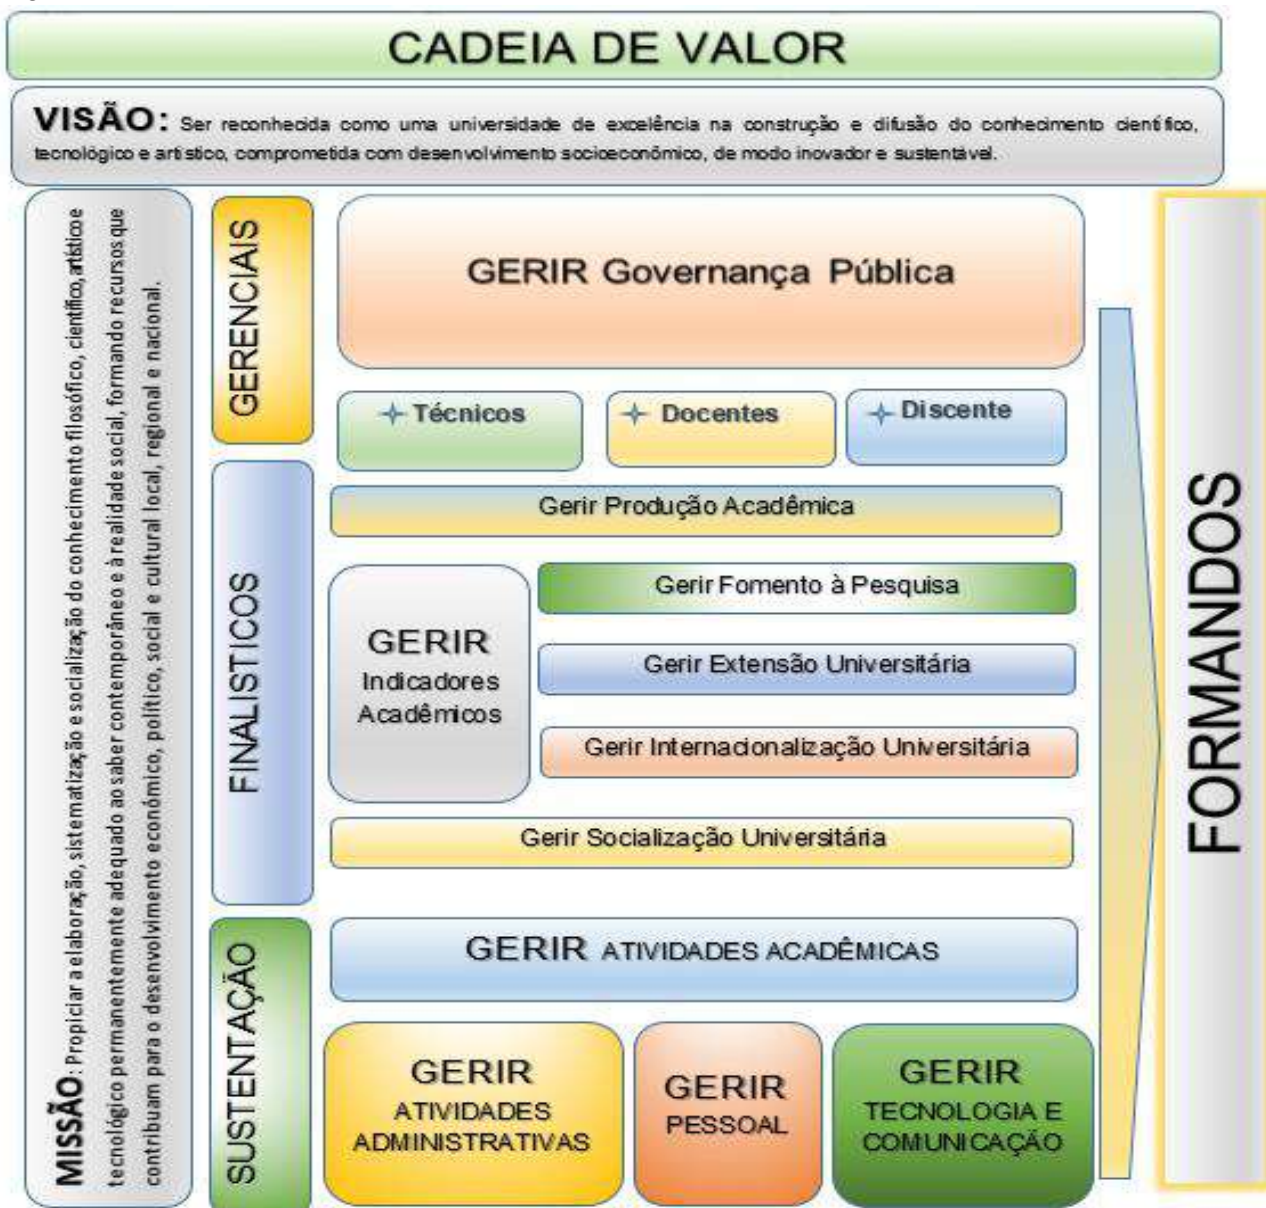 CADEIA DE VALOR
VISÃO: Ser reconhecida como uma universidade de excelência na construção e difusão do conhecimento científico,
tecnológico e artístico, comprometida com desenvolvimento socioeconômico, de modo inovador e sustentável.
MISSÃO: Propiciar a elaboração, sistematização e socialização do conhecimento filosófico, científico, artístico e
tecnológico permanentemente adequado ao saber contemporâneo e à realidade social, formando recursos que
contribuam para o desenvolvimento econômico, político, social e cultural local, regional e nacional.
GERENCIAIS
GERIR Governança Pública
Técnicos
Docentes
Discente
FINALISTICOS
Gerir Produção Acadêmica
GERIR
Indicadores
Acadêmicos
Gerir Fomento à Pesquisa
Gerir Extensão Universitária
Gerir Internacionalização Universitária
Gerir Socialização Universitária
SUSTENTAÇÃO
GERIR ATIVIDADES ACADÊMICAS
GERIR
ATIVIDADES
ADMINISTRATIVAS
GERIR
PESSOAL
GERIR
TECNOLOGIA E
COMUNICAÇÃO
FORMANDOS